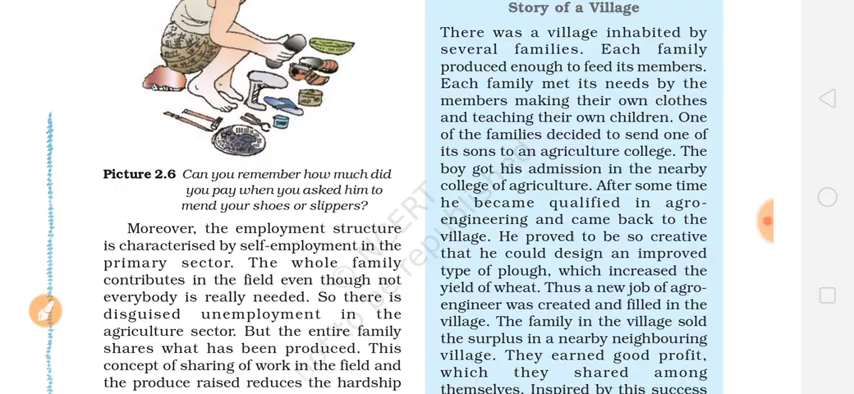 Picture 2.6 Can you remember how much did
you pay when you asked him to
mend your shoes or slippers?
Moreover, the employment structure
is characterised by self-employment in the
primary sector. The whole family
contributes in the field even though not
everybody is really needed. So there is
disguised unemployment in the
agriculture sector. But the entire family
shares what has been produced. This
concept of sharing of work in the field and
the produce raised reduces the hardship
Story of a Village
There was a village inhabited by
several families. Each family
produced enough to feed its members.
Each family met its needs by the
members making their own clothes
and teaching their own children. One
of the families decided to send one of
its sons to an agriculture college. The
boy got his admission in the nearby
college of agriculture. After some time
he became qualified in agro-
engineering and came back to the
village. He proved to be so creative
that he could design an improved
type of plough, which increased the
yield of wheat. Thus a new job of agro-
engineer was created and filled in the
village. The family in the village sold
the surplus in a nearby neighbouring
village. They earned good profit,
which they shared among
themselves. Inspired by this success
© NCERT
not to be republished